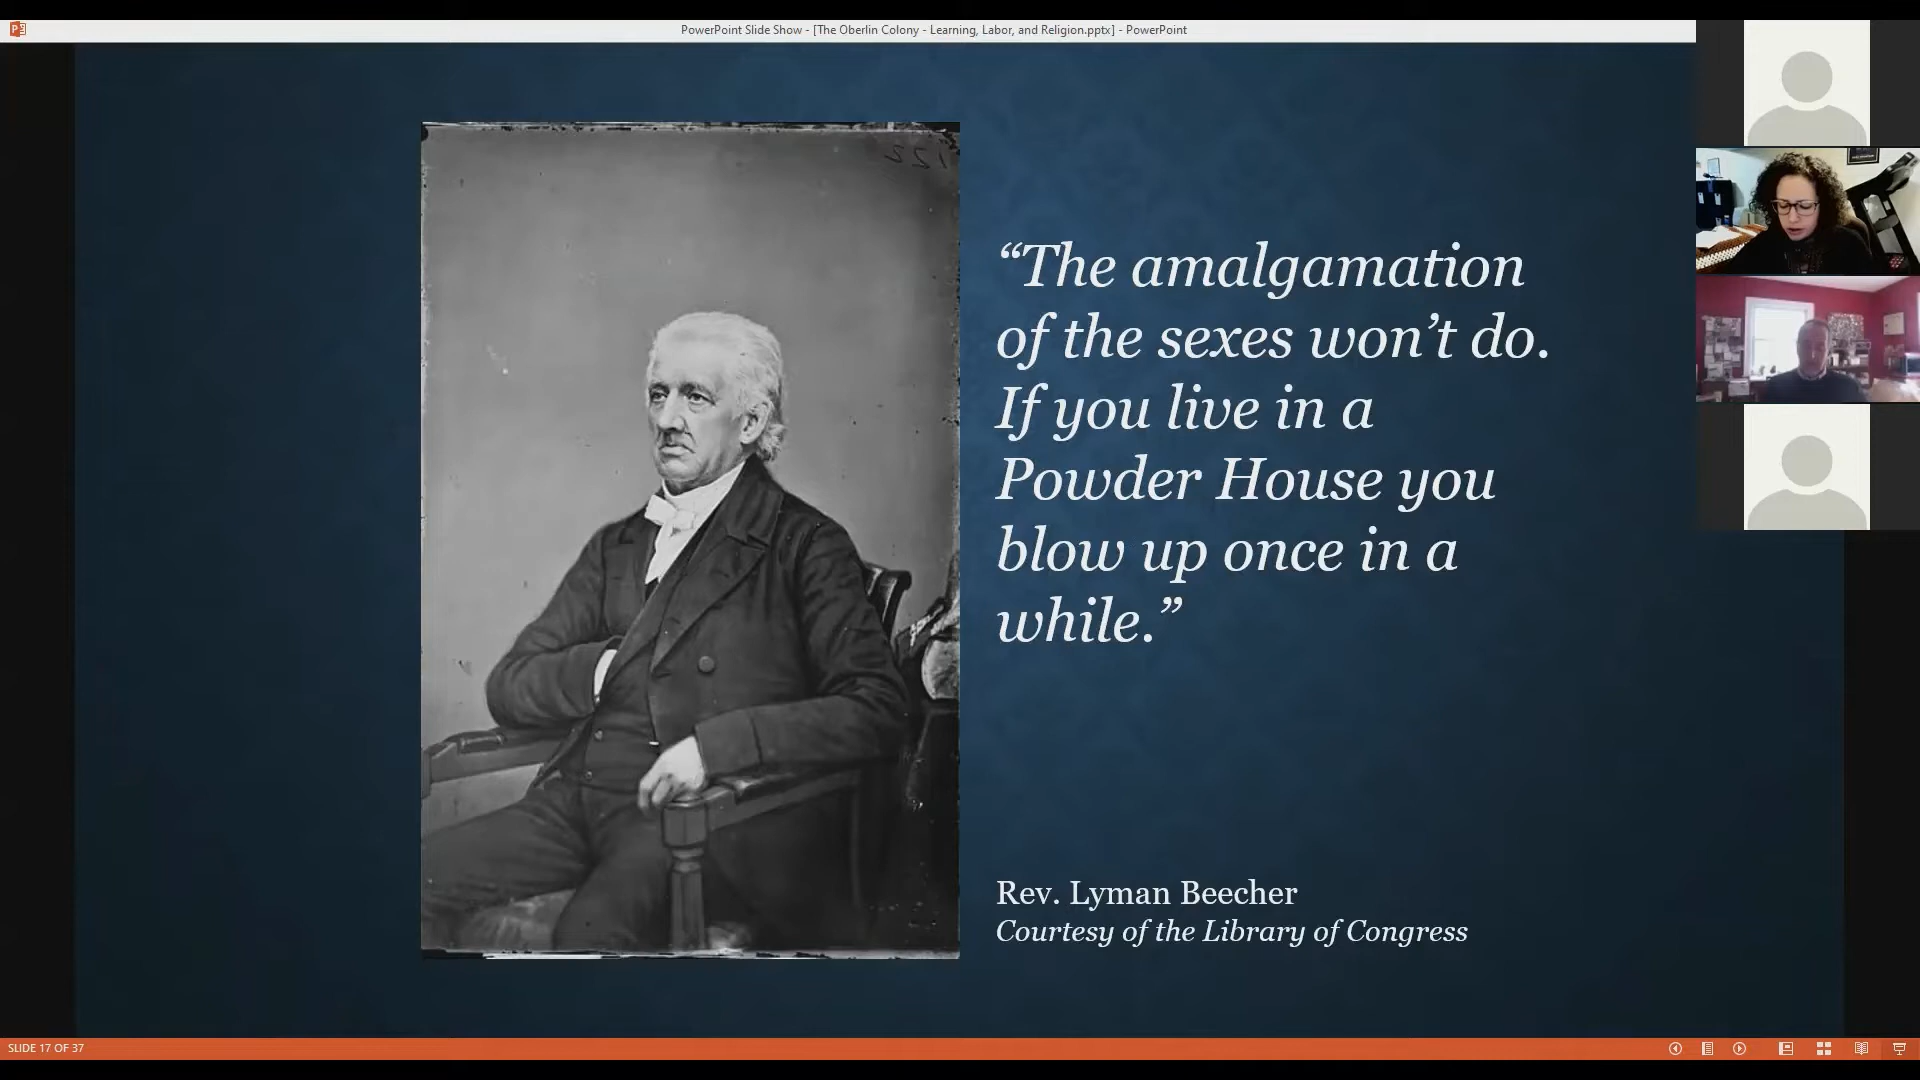 PowerPoint Slide Show - [The Oberlin Colony - Learning, Labor, and Religion.pptx] - PowerPoint
“The amalgamation
of the sexes won’t do.
If you live in a
Powder House you
blow up once in a
while.”
Rev. Lyman Beecher
Courtesy of the Library of Congress
SLIDE 17 OF 37